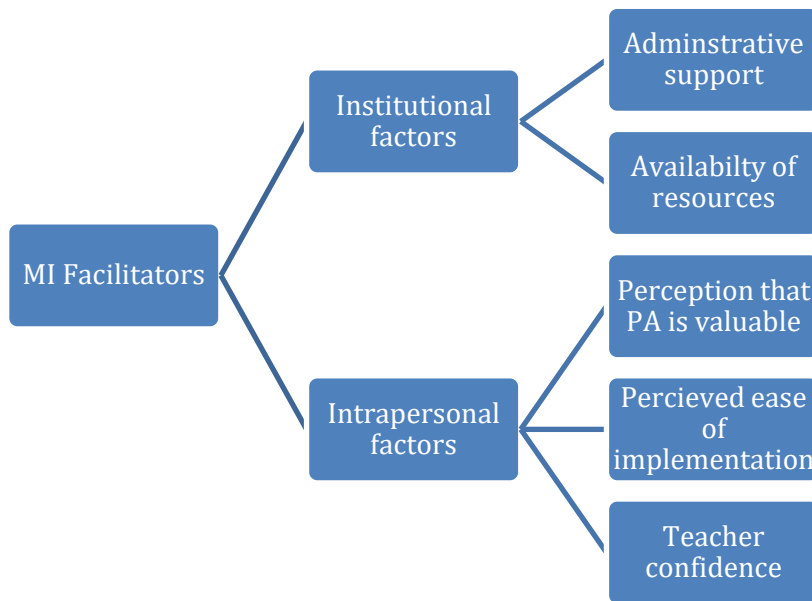 Adminstrative
support
Institutional
factors
Availabilty of
resources
MI Facilitators
Perception that
PA is valuable
Intrapersonal
factors
Percieved ease
of
implementation
Teacher
confidence